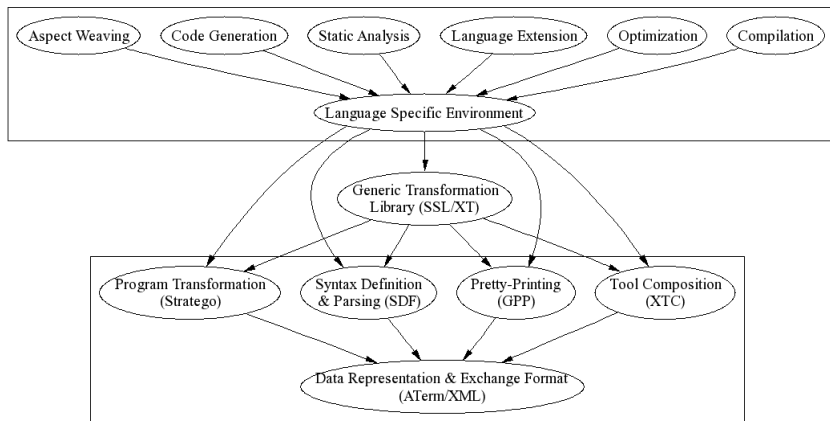 Aspect Weaving
Code Generation
Static Analysis
Language Extension
Optimization
Compilation
Language Specific Environment
Generic Transformation
Library (SSL/XT)
Program Transformation
(Stratego)
Syntax Definition
& Parsing (SDF)
Pretty-Printing
(GPP)
Tool Composition
(XTC)
Data Representation & Exchange Format
(ATerm/XML)